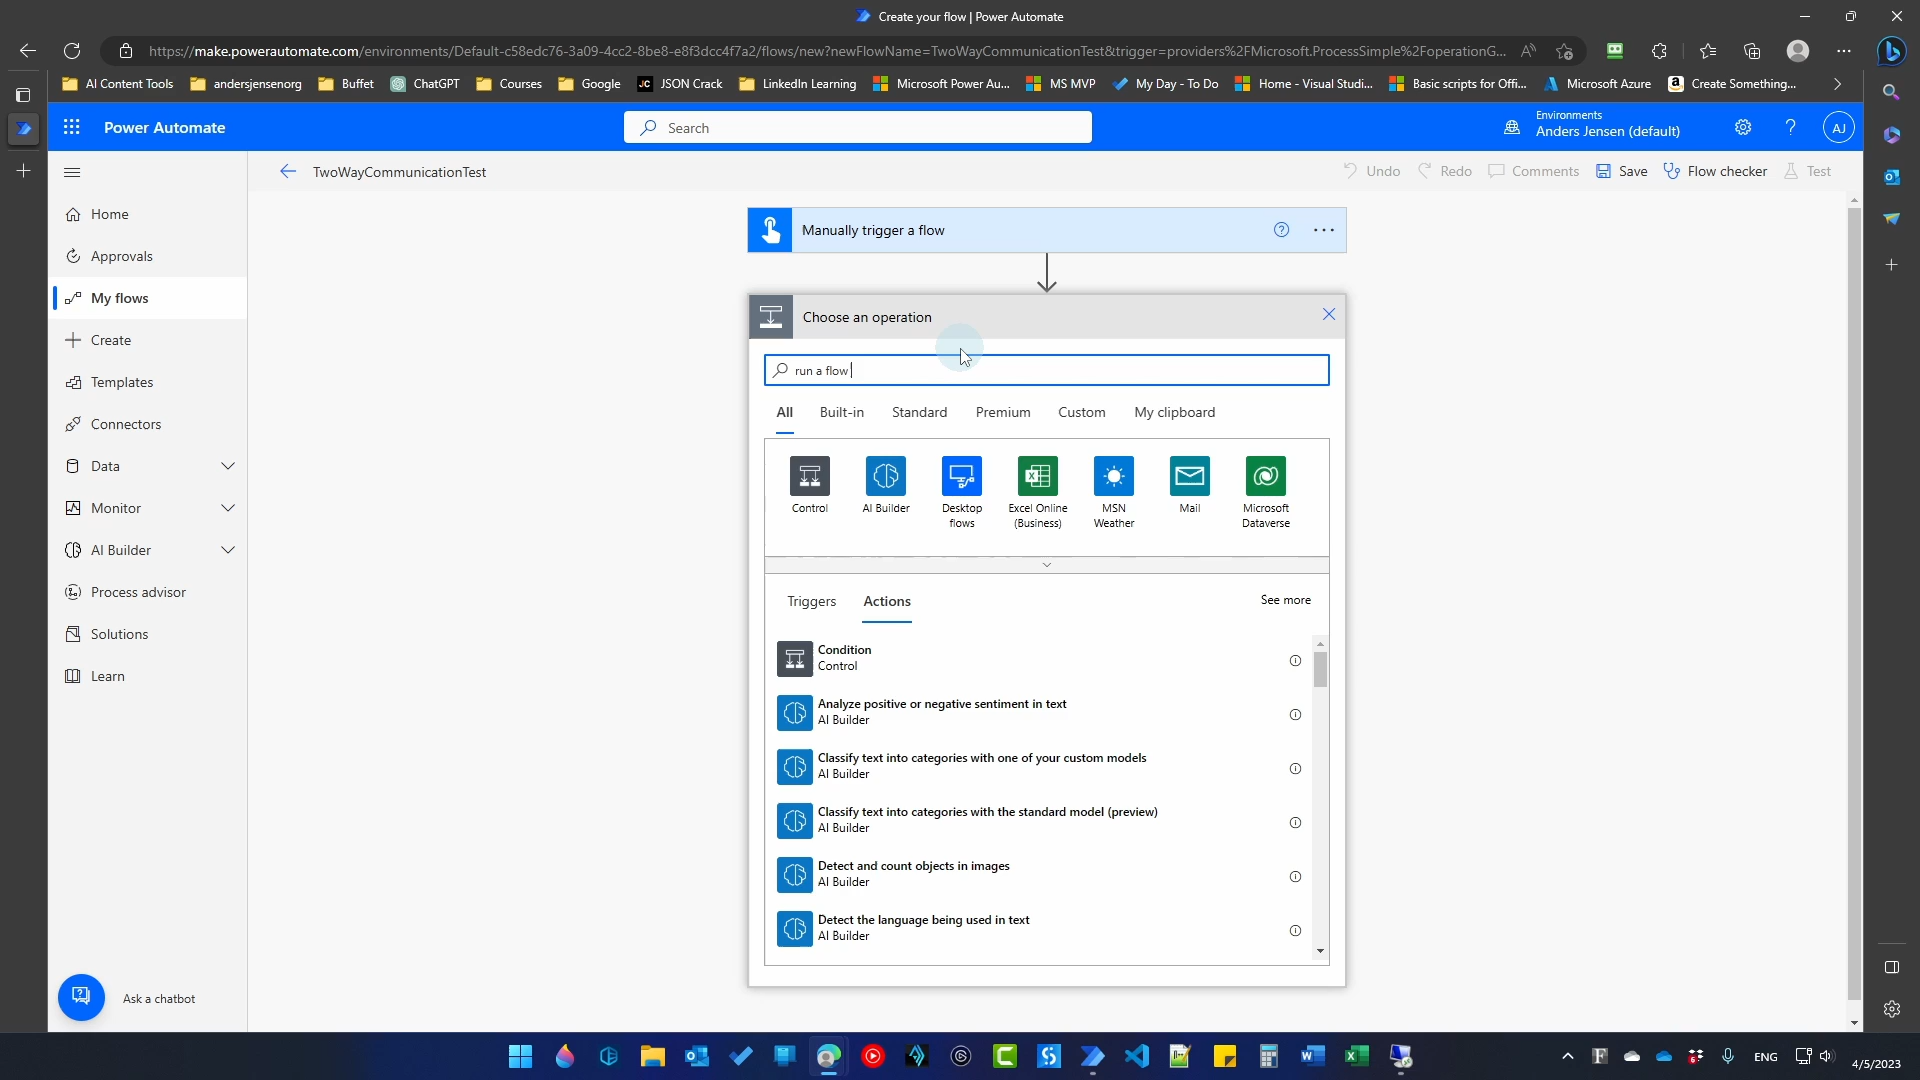 Create your flow | Power Automate
https://make.powerautomate.com/environments/Default-c58edc76-3a09-4cc2-8be8-e8f3dcc4f7a2/flows/new?newFlowName=TwoWayCommunicationTest&trigger=providers%2FMicrosoft.ProcessSimple%2FoperationG...
AI Content Tools
andersjensenorg
Buffet
ChatGPT
Courses
Google
JC JSON Crack
LinkedIn Learning
Microsoft Power Au...
MS MVP
My Day - To Do
Home - Visual Studi...
Basic scripts for Offi...
Microsoft Azure
Create Something...
Power Automate
Search
Environments
Anders Jensen (default)
AJ
TwoWayCommunicationTest
Undo
Redo
Comments
Save
Flow checker
Test
Home
Approvals
My flows
Create
Templates
Connectors
Data
Monitor
AI Builder
Process advisor
Solutions
Learn
Ask a chatbot
Manually trigger a flow
Choose an operation
run a flow
All
Built-in
Standard
Premium
Custom
My clipboard
Control
AI Builder
Desktop flows
Excel Online (Business)
MSN Weather
Mail
Microsoft Dataverse
Triggers
Actions
See more
Condition
Control
Analyze positive or negative sentiment in text
AI Builder
Classify text into categories with one of your custom models
AI Builder
Classify text into categories with the standard model (preview)
AI Builder
Detect and count objects in images
AI Builder
Detect the language being used in text
AI Builder
ENG
4/5/2023